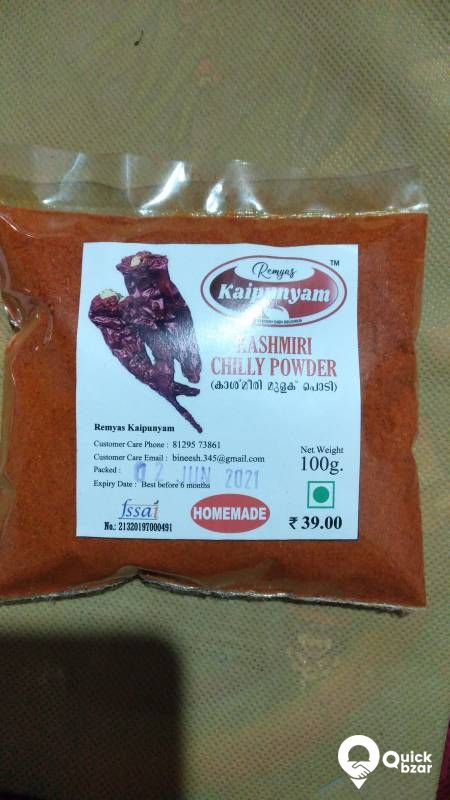 Remyas
TM
Kaipunyam
KASHMIRI
CHILLY POWDER
(കാശ്മീരി മുളക് പൊടി)
Remyas Kaipunyam
Customer Care Phone : 81295 73861
Customer Care Email : bineesh.345@gmail.com
Packed : 02 JUN 2021
Expiry Date : Best before 6 months
Net.Weight
100g.
fssai
No.: 21320197000491
HOMEMADE
₹ 39.00
Quick
bzar